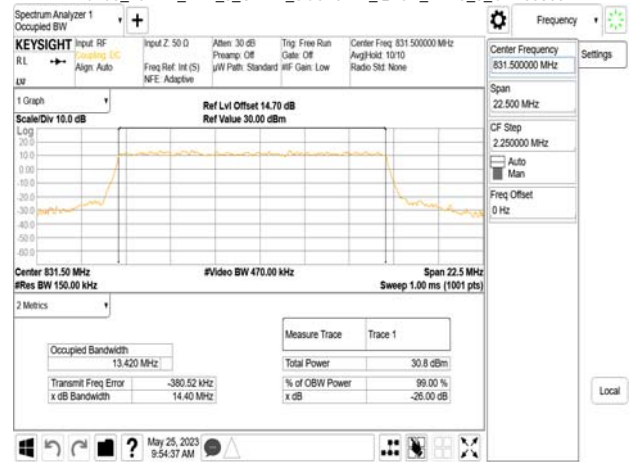 Spectrum Analyzer 1
Occupied BW
Frequency
KEYSIGHT
Input: RF
Coupling: DC
Align: Auto
Input Z: 50 Ω
Freq Ref: Int (S)
NFE: Adaptive
Atten: 30 dB
Preamp: Off
µW Path: Standard
Trig: Free Run
Gate: Off
#IF Gain: Low
Center Freq: 831.500000 MHz
Avg|Hold: 10/10
Radio Std: None
RL
Center Frequency
831.500000 MHz
Settings
Span
22.500 MHz
CF Step
2.250000 MHz
Auto
Man
Freq Offset
0 Hz
Local
1 Graph
Scale/Div 10.0 dB
Ref Lvl Offset 14.70 dB
Ref Value 30.00 dBm
Log
20.0
10.0
0.00
-10.0
-20.0
-30.0
-40.0
-50.0
-60.0
Center 831.50 MHz
#Video BW 470.00 kHz
Span 22.5 MHz
#Res BW 150.00 kHz
Sweep 1.00 ms (1001 pts)
2 Metrics
Measure Trace
Trace 1
Occupied Bandwidth
13.420 MHz
Total Power
30.8 dBm
Transmit Freq Error
-380.52 kHz
% of OBW Power
99.00 %
x dB Bandwidth
14.40 MHz
x dB
-26.00 dB
May 25, 2023
9:54:37 AM